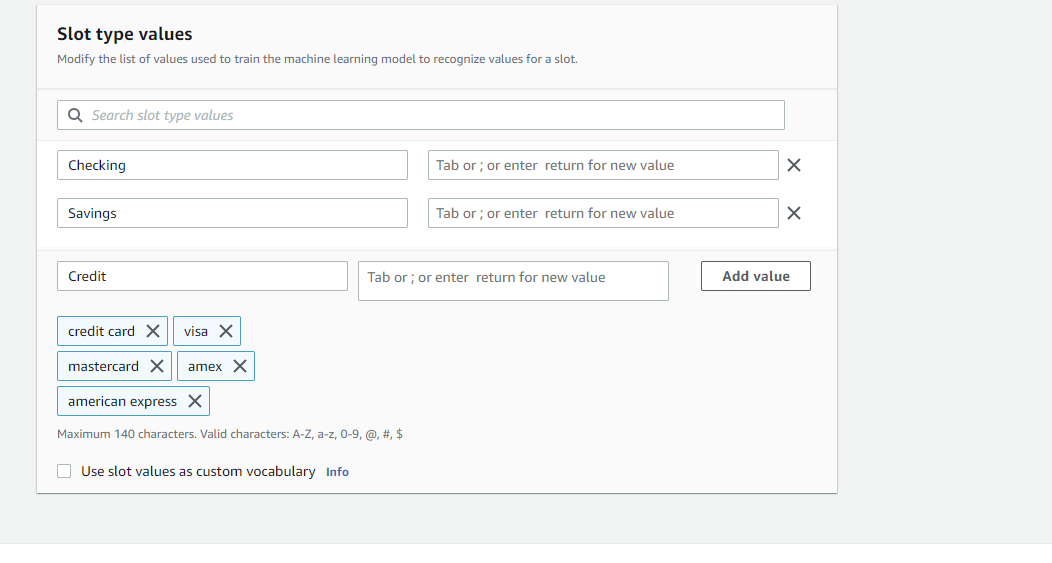 Slot type values
Modify the list of values used to train the machine learning model to recognize values for a slot.
Search slot type values
Checking
Tab or ; or enter return for new value
Savings
Tab or ; or enter return for new value
Credit
Tab or ; or enter return for new value
Add value
credit card
visa
mastercard
amex
american express
Maximum 140 characters. Valid characters: A-Z, a-z, 0-9, @, #, $
Use slot values as custom vocabulary Info